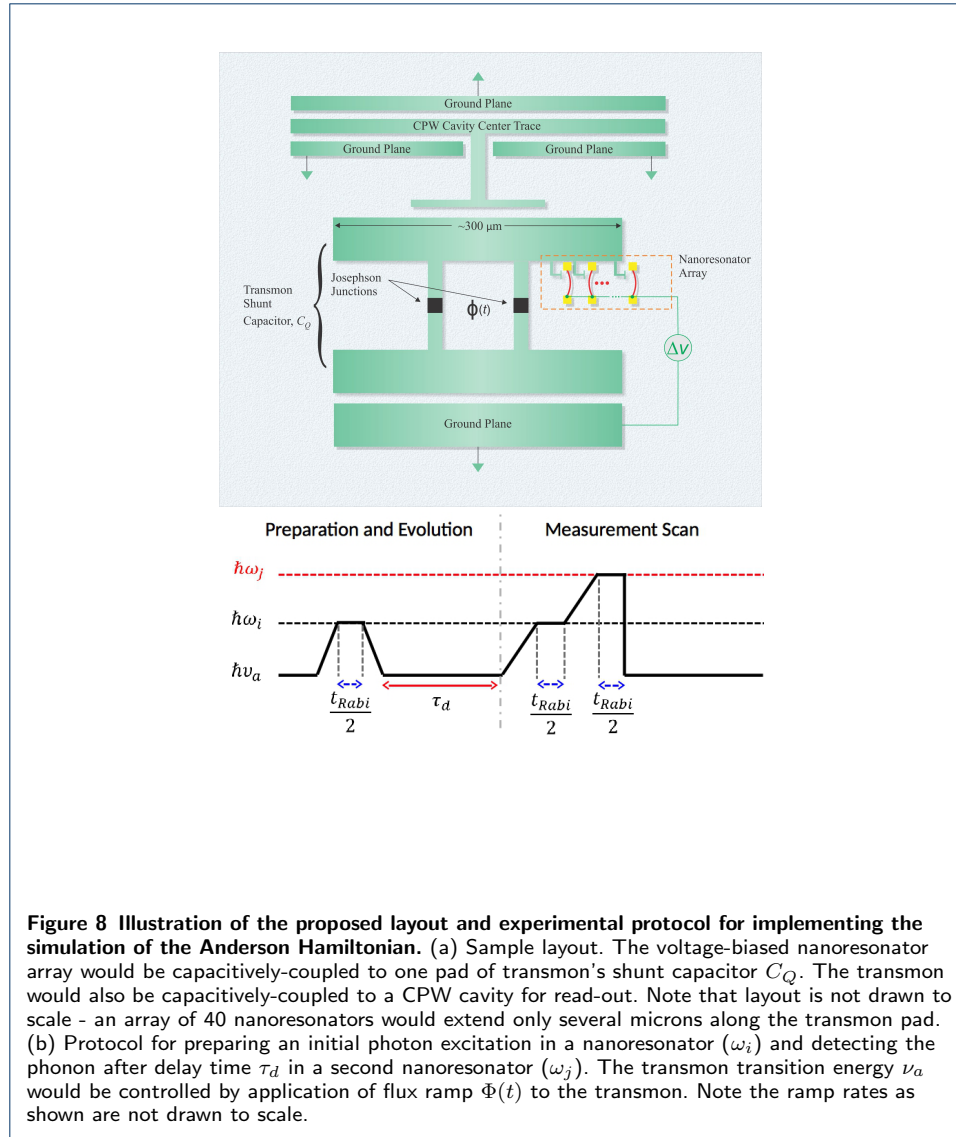 Ground Plane
CPW Cavity Center Trace
Ground Plane
Ground Plane
~300 μm
Nanoresonator
Array
Josephson
Junctions
Transmon
Shunt
Capacitor, C_Q
Φ(t)
ΔV
Ground Plane
Preparation and Evolution
Measurement Scan
ħω_j
ħω_i
ħν_a
t_Rabi/2
τ_d
t_Rabi/2
t_Rabi/2
Figure 8 Illustration of the proposed layout and experimental protocol for implementing the
simulation of the Anderson Hamiltonian. (a) Sample layout. The voltage-biased nanoresonator
array would be capacitively-coupled to one pad of transmon's shunt capacitor C_Q. The transmon
would also be capacitively-coupled to a CPW cavity for read-out. Note that layout is not drawn to
scale - an array of 40 nanoresonators would extend only several microns along the transmon pad.
(b) Protocol for preparing an initial photon excitation in a nanoresonator (ω_i) and detecting the
phonon after delay time τ_d in a second nanoresonator (ω_j). The transmon transition energy ν_a
would be controlled by application of flux ramp Φ(t) to the transmon. Note the ramp rates as
shown are not drawn to scale.